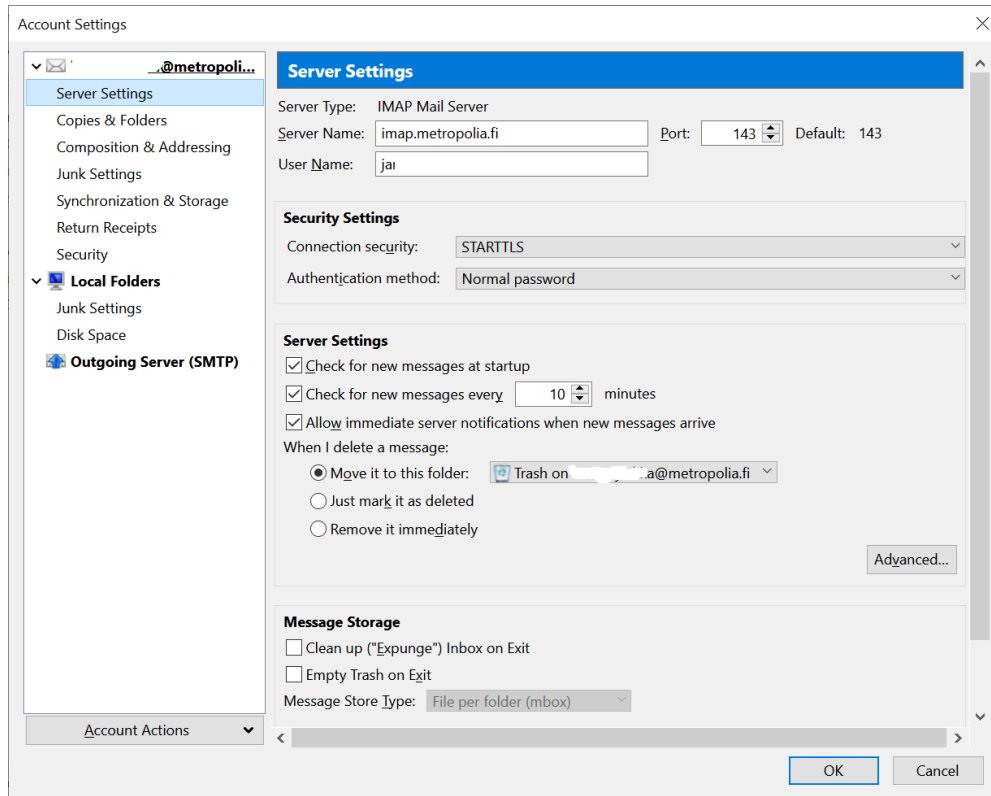 Account Settings
@metropoli...
Server Settings
Copies & Folders
Composition & Addressing
Junk Settings
Synchronization & Storage
Return Receipts
Security
Local Folders
Junk Settings
Disk Space
Outgoing Server (SMTP)
Account Actions
Server Settings
Server Type: IMAP Mail Server
Server Name: imap.metropolia.fi Port: 143 Default: 143
User Name: jar
Security Settings
Connection security: STARTTLS
Authentication method: Normal password
Server Settings
Check for new messages at startup
Check for new messages every 10 minutes
Allow immediate server notifications when new messages arrive
When I delete a message:
Move it to this folder: Trash on a@metropolia.fi
Just mark it as deleted
Remove it immediately
Advanced...
Message Storage
Clean up ("Expunge") Inbox on Exit
Empty Trash on Exit
Message Store Type: File per folder (mbox)
OK Cancel